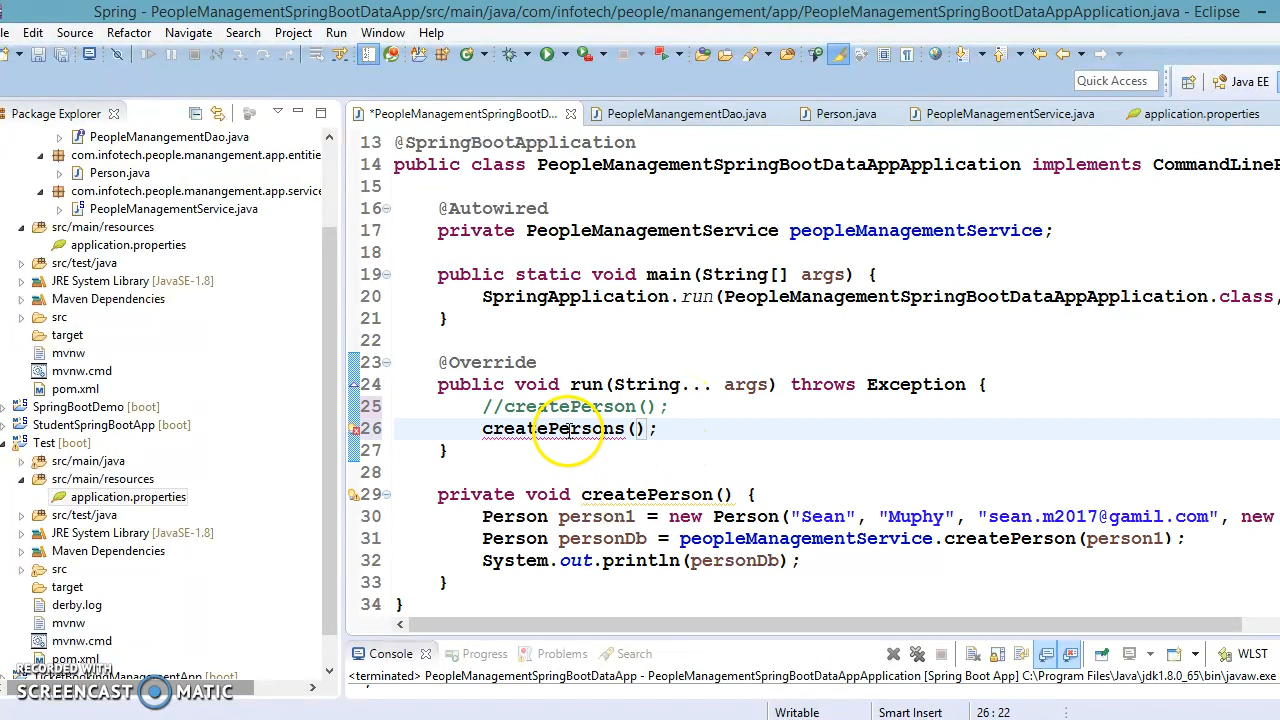 Spring - PeopleManagementSpringBootDataApp/src/main/java/com/infotech/people/mangement/app/PeopleManagementSpringBootDataAppApplication.java - Eclipse
Edit Source Refactor Navigate Search Project Run Window Help
Quick Access
Java EE
Package Explorer
PeopleManangementDao.java
com.infotech.people.manangement.app.entitie
Person.java
com.infotech.people.manangement.app.service
PeopleManagementService.java
src/main/resources
application.properties
src/test/java
JRE System Library [JavaSE-1.8]
Maven Dependencies
src
target
mvnw
mvnw.cmd
pom.xml
SpringBootDemo [boot]
StudentSpringBootApp [boot]
Test [boot]
src/main/java
src/main/resources
application.properties
src/test/java
JRE System Library [JavaSE-1.8]
Maven Dependencies
src
target
derby.log
mvnw
mvnw.cmd
pom.xml
RECORDED WITH
SCREENCAST MATIC
*PeopleManagementSpringBootD... PeopleManangementDao.java Person.java PeopleManagementService.java application.properties
13 @SpringBootApplication
14 public class PeopleManagementSpringBootDataAppApplication implements CommandLineR
15
16 @Autowired
17 private PeopleManagementService peopleManagementService;
18
19 public static void main(String[] args) {
20 SpringApplication.run(PeopleManagementSpringBootDataAppApplication.class,
21 }
22
23 @Override
24 public void run(String... args) throws Exception {
25 //createPerson();
26 createPersons();
27 }
28
29 private void createPerson() {
30 Person person1 = new Person("Sean", "Muphy", "sean.m2017@gamil.com", new
31 Person personDb = peopleManagementService.createPerson(person1);
32 System.out.println(personDb);
33 }
34 }
Console Progress Problems Search
WLST
<terminated> PeopleManagementSpringBootDataApp - PeopleManagementSpringBootDataAppApplication [Spring Boot App] C:\Program Files\Java\jdk1.8.0_65\bin\javaw.exe
Writable Smart Insert 26 : 22